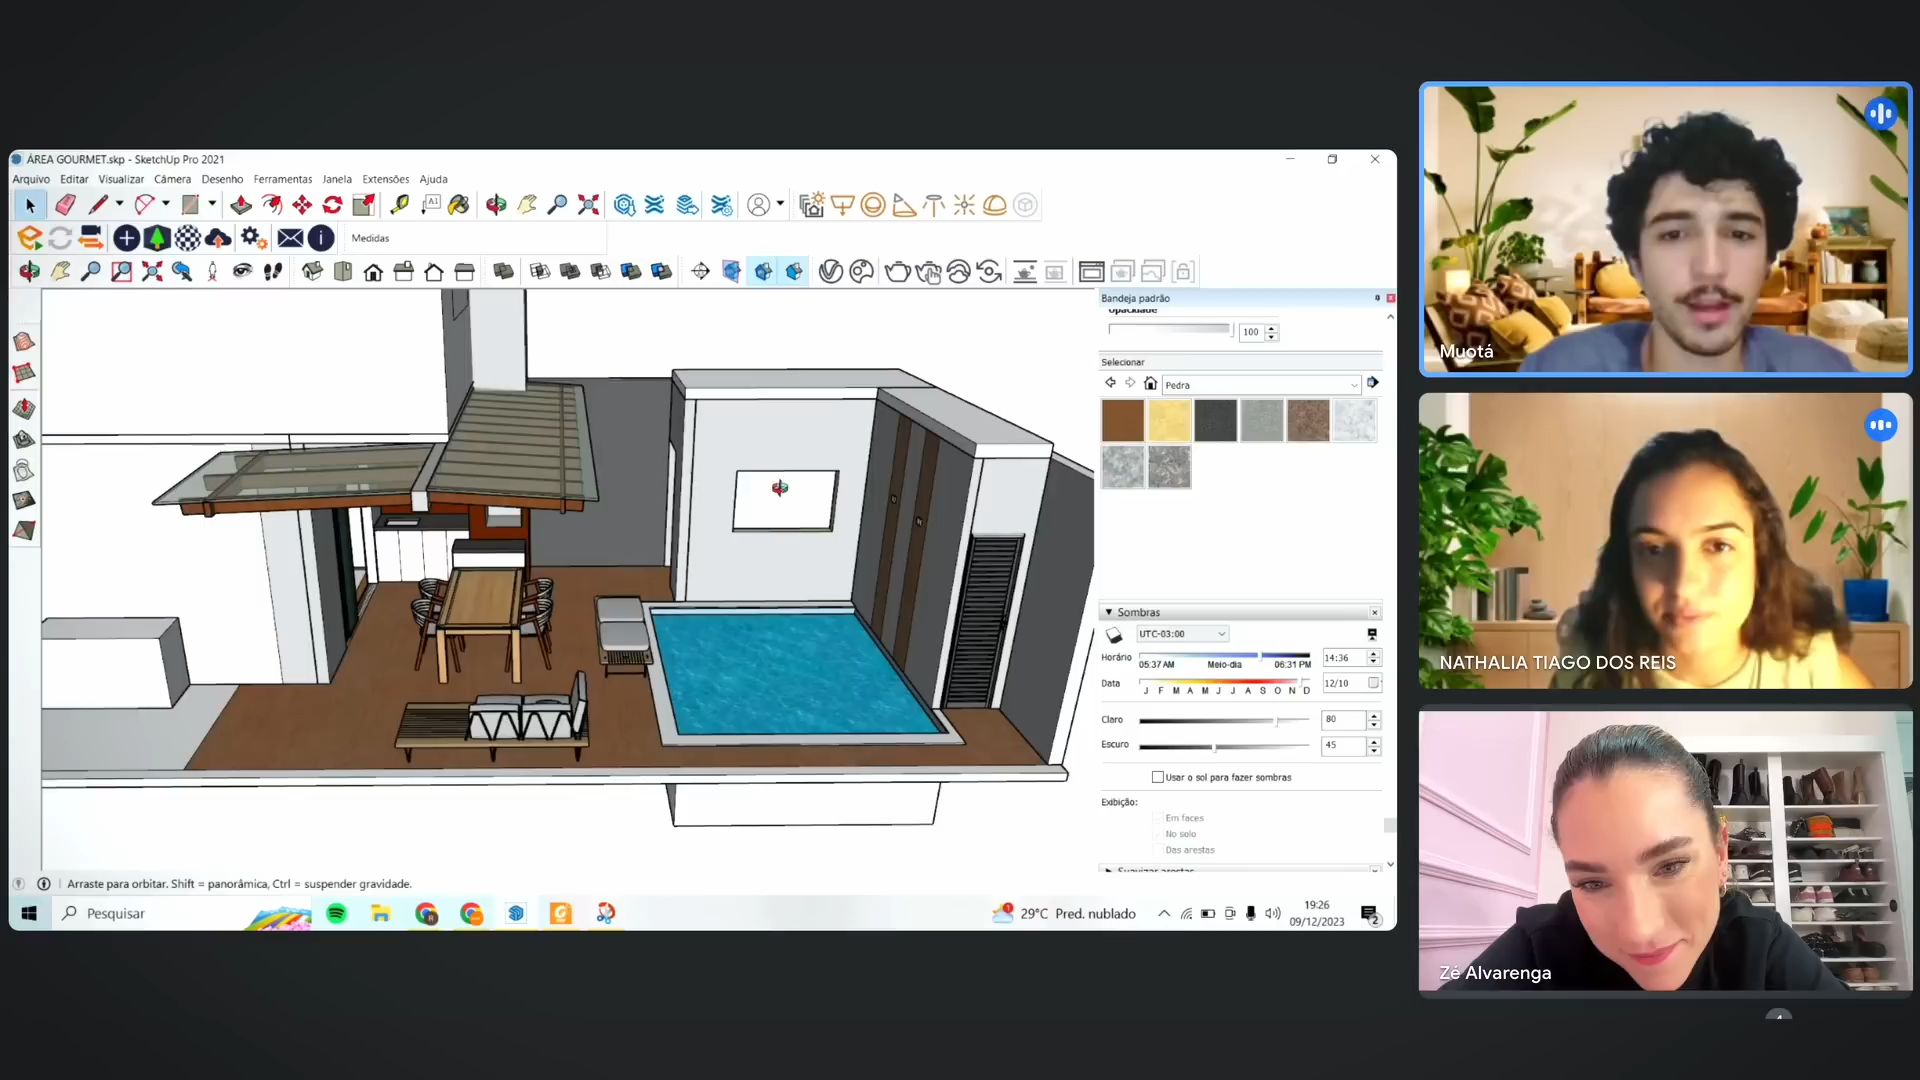 ÁREA GOURMET.skp - SketchUp Pro 2021
Arquivo Editar Visualizar Câmera Desenho Ferramentas Janela Extensões Ajuda
Medidas
Bandeja padrão
Opacidade
100
Selecionar
Pedra
Sombras
UTC-03:00
Horário
05:37 AM Meio-dia 06:31 PM
14:36
Data
J F M A M J J A S O N D
12/10
Claro
80
Escuro
45
Usar o sol para fazer sombras
Exibição:
Em faces
No solo
Das arestas
Suavizar arestas
Arraste para orbitar. Shift = panorâmica, Ctrl = suspender gravidade.
Pesquisar
29°C Pred. nublado
19:26
09/12/2023
2
Muotá
NATHALIA TIAGO DOS REIS
Zé Alvarenga